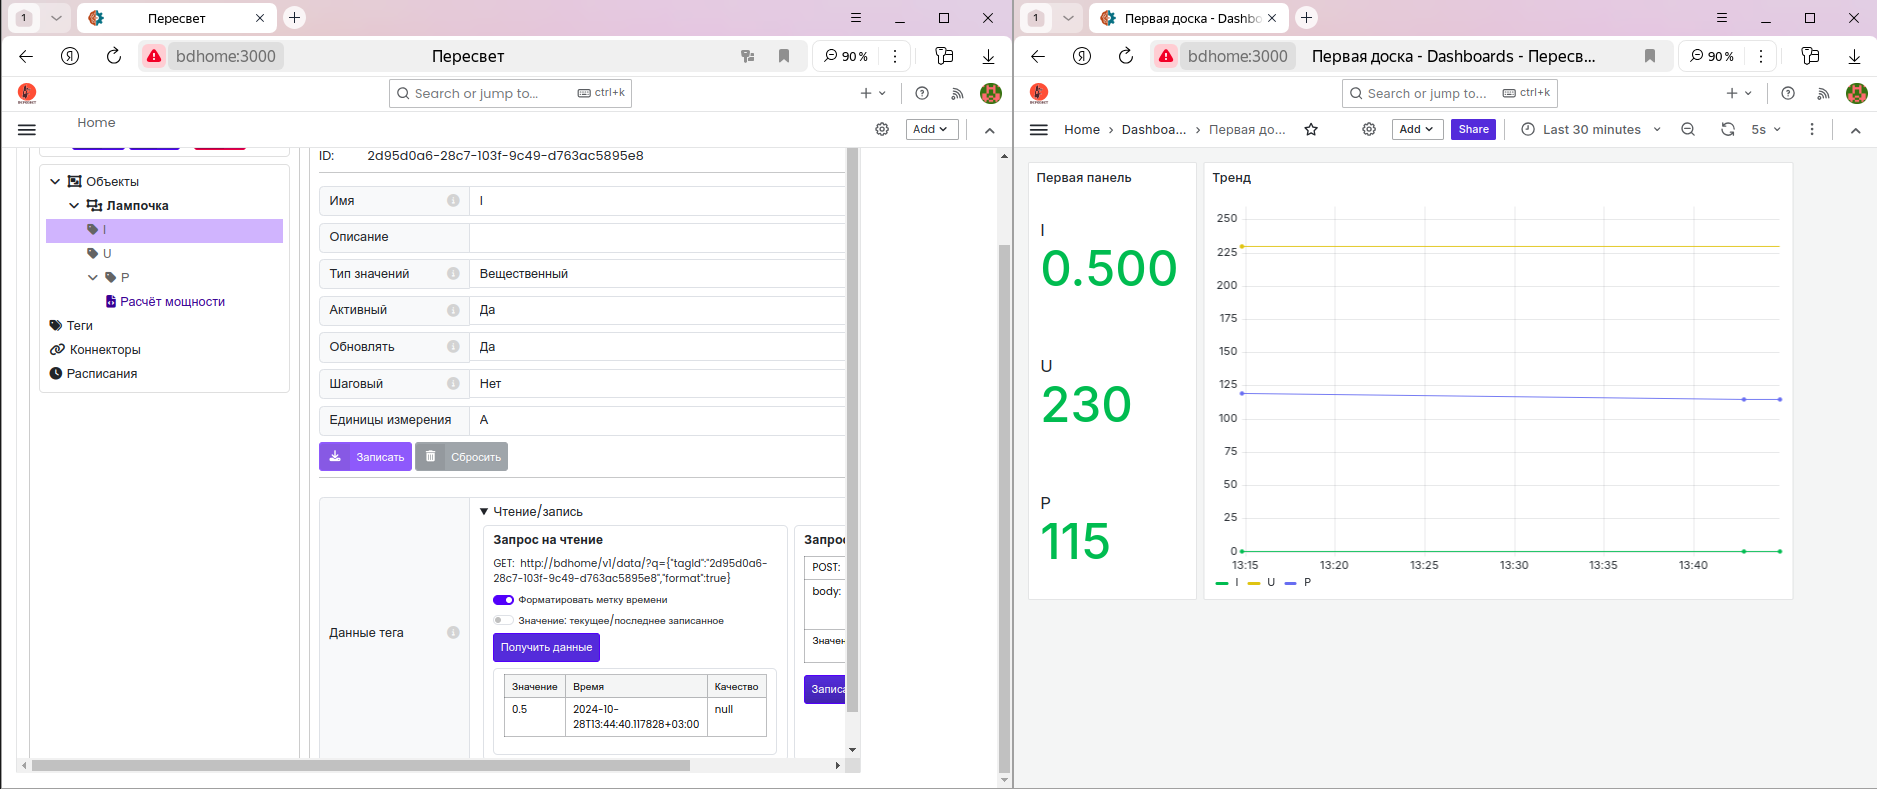 1
Пересвет
bdhome:3000
Пересвет
90 %
Search or jump to...
ctrl+k
Home
Add
ID: 2d95d0a6-28c7-103f-9c49-d763ac5895e8
Объекты
Лампочка
I
U
P
Расчёт мощности
Теги
Коннекторы
Расписания
Имя I
Описание
Тип значений Вещественный
Активный Да
Обновлять Да
Шаговый Нет
Единицы измерения А
Записать Сбросить
Данные тега
Чтение/запись
Запрос на чтение
GET: http://bdhome/v1/data/?q={"tagId":"2d95d0a6-
28c7-103f-9c49-d763ac5895e8","format":true}
Форматировать метку времени
Значение: текущее/последнее записанное
Получить данные
Значение Время Качество
0.5 2024-10- null
28T13:44:40.117828+03:00
POST:
body:
1
Первая доска - Dashbo
bdhome:3000
Первая доска - Dashboards - Пересв...
90 %
Search or jump to...
ctrl+k
Home › Dashboa... › Первая до...
Add
Share
Last 30 minutes
5s
Первая панель
I
0.500
U
230
P
115
Тренд
250
225
200
175
150
125
100
75
50
25
0
13:15 13:20 13:25 13:30 13:35 13:40
I U P